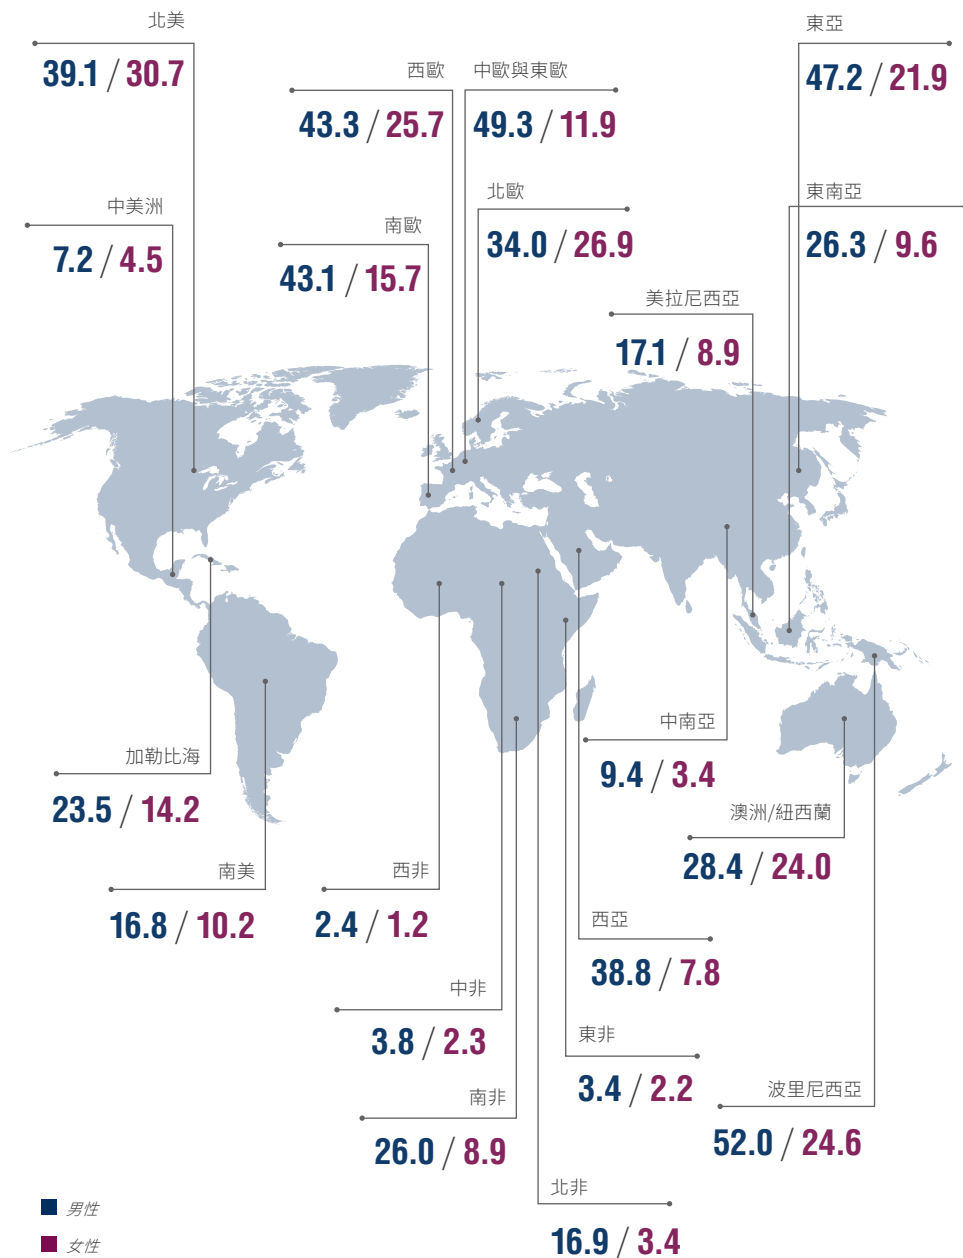 北美
39.1 / 30.7
西歐
43.3 / 25.7
中歐與東歐
49.3 / 11.9
東亞
47.2 / 21.9
中美洲
7.2 / 4.5
南歐
43.1 / 15.7
北歐
34.0 / 26.9
東南亞
26.3 / 9.6
美拉尼西亞
17.1 / 8.9
加勒比海
23.5 / 14.2
中南亞
9.4 / 3.4
澳洲/紐西蘭
28.4 / 24.0
南美
16.8 / 10.2
西非
2.4 / 1.2
西亞
38.8 / 7.8
中非
3.8 / 2.3
東非
3.4 / 2.2
南非
26.0 / 8.9
波里尼西亞
52.0 / 24.6
北非
16.9 / 3.4
男性
女性